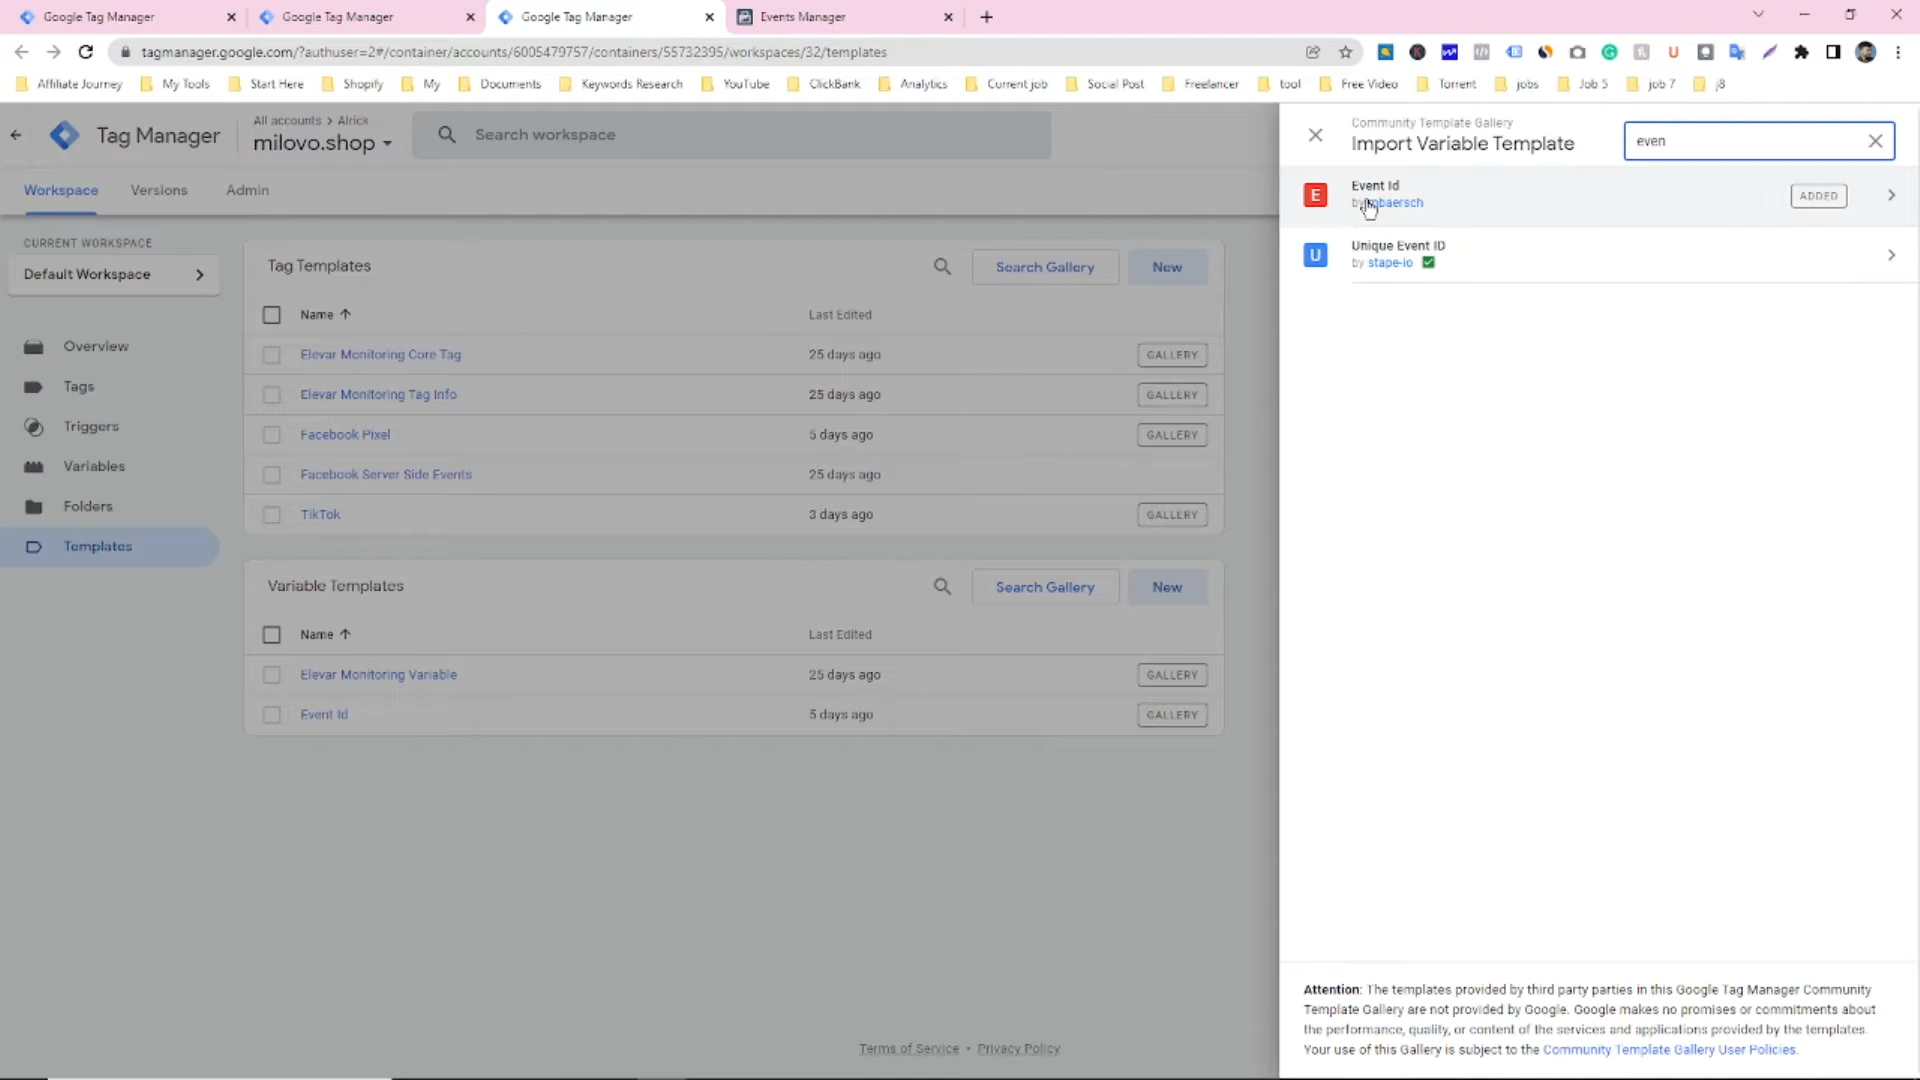 Google Tag Manager
Google Tag Manager
Google Tag Manager
Events Manager
tagmanager.google.com/?authuser=2#/container/accounts/6005479757/containers/55732395/workspaces/32/templates
Affiliate Journey
My Tools
Start Here
Shopify
My
Documents
Keywords Research
YouTube
ClickBank
Analytics
Current job
Social Post
Freelancer
tool
Free Video
Torrent
jobs
Job 5
job 7
j8
Tag Manager
All accounts > Alrick
milovo.shop
Search workspace
Workspace
Versions
Admin
CURRENT WORKSPACE
Default Workspace
Overview
Tags
Triggers
Variables
Folders
Templates
Tag Templates
Search Gallery
New
Name
Last Edited
Elevar Monitoring Core Tag
25 days ago
GALLERY
Elevar Monitoring Tag Info
25 days ago
GALLERY
Facebook Pixel
5 days ago
GALLERY
Facebook Server Side Events
25 days ago
TikTok
3 days ago
GALLERY
Variable Templates
Search Gallery
New
Name
Last Edited
Elevar Monitoring Variable
25 days ago
GALLERY
Event Id
5 days ago
GALLERY
Terms of Service • Privacy Policy
Community Template Gallery
Import Variable Template
even
E
Event Id
ADDED
U
Unique Event ID
by stape-io
Attention: The templates provided by third party parties in this Google Tag Manager Community
Template Gallery are not provided by Google. Google makes no promises or commitments about
the performance, quality, or content of the services and applications provided by the templates.
Your use of this Gallery is subject to the Community Template Gallery User Policies.